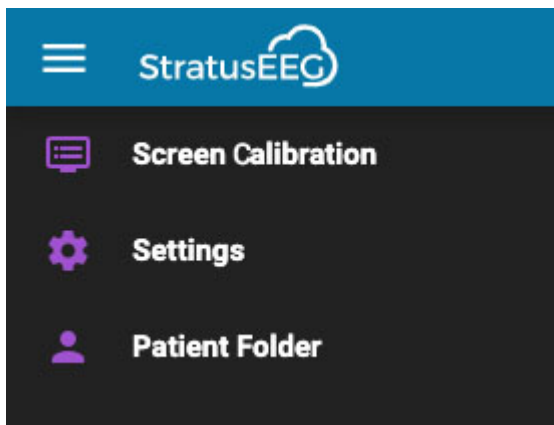 StratusEEG
Screen Calibration
Settings
Patient Folder